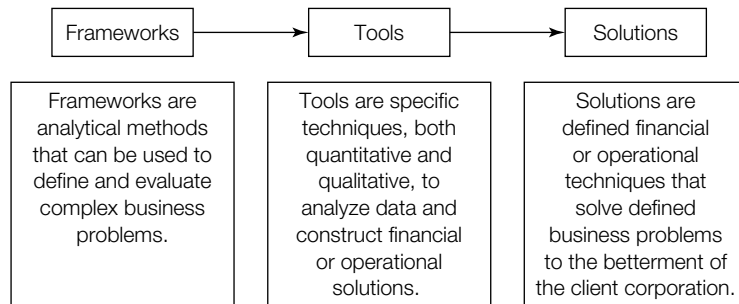 Frameworks
Tools
Solutions
Frameworks are
analytical methods
that can be used to
define and evaluate
complex business
problems.
Tools are specific
techniques, both
quantitative and
qualitative, to
analyze data and
construct financial
or operational
solutions.
Solutions are
defined financial
or operational
techniques that
solve defined
business problems
to the betterment of
the client corporation.